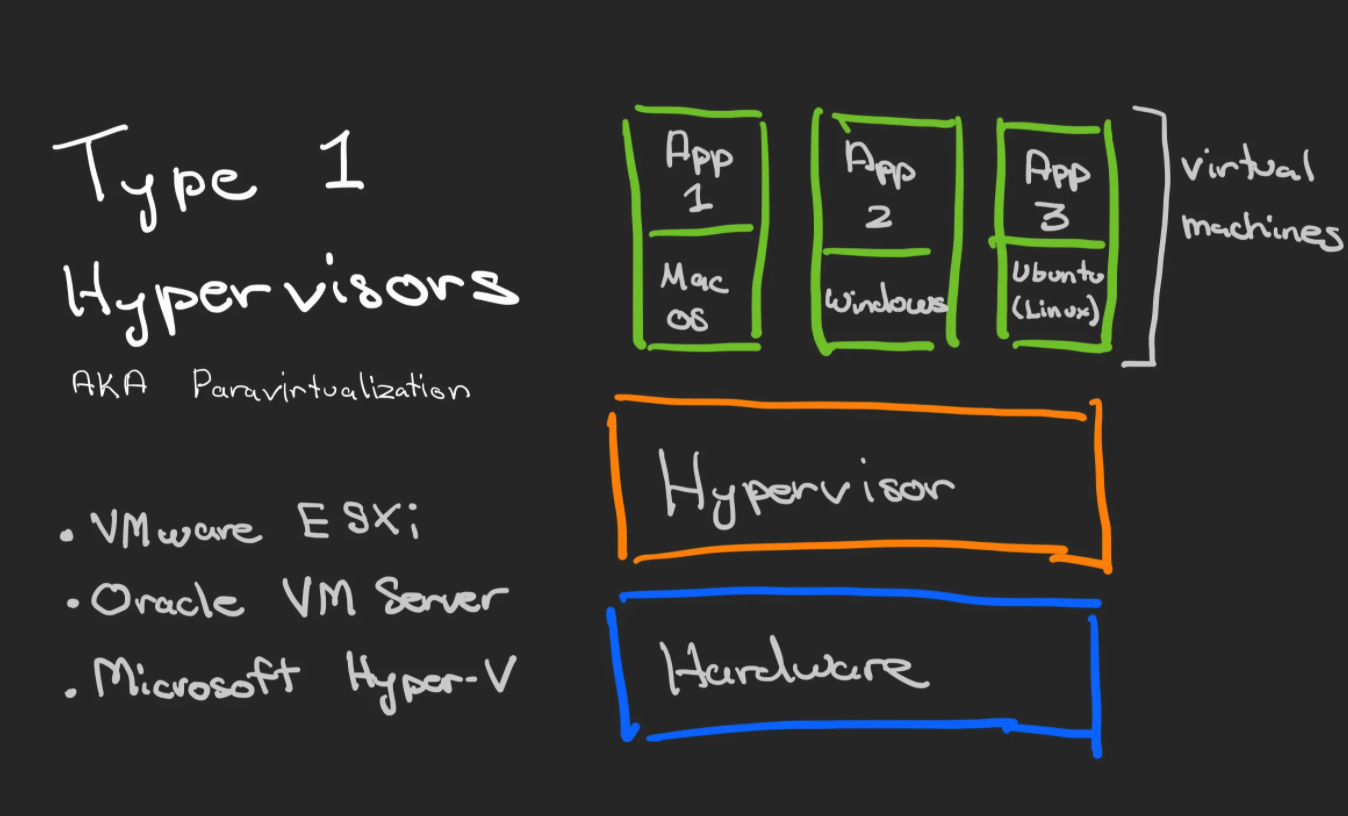 Type 1
Hypervisors
AKA Paravirtualization
• VMware ESXi
• Oracle VM Server
• Microsoft Hyper-V
App
1
Mac
OS
App
2
Windows
App
3
Ubuntu
(Linux)
virtual
machines
Hypervisor
Hardware